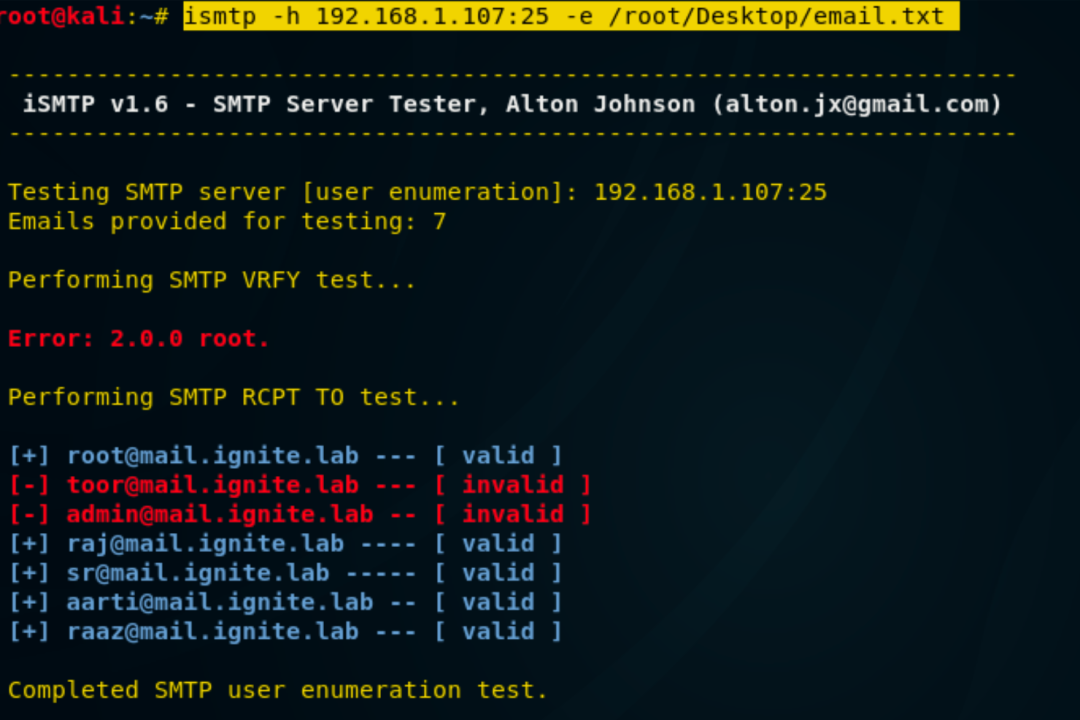 root@kali:~# ismtp -h 192.168.1.107:25 -e /root/Desktop/email.txt
---------------------------------------------------------------------
iSMTP v1.6 - SMTP Server Tester, Alton Johnson (alton.jx@gmail.com)
---------------------------------------------------------------------
Testing SMTP server [user enumeration]: 192.168.1.107:25
Emails provided for testing: 7
Performing SMTP VRFY test...
Error: 2.0.0 root.
Performing SMTP RCPT TO test...
[+] root@mail.ignite.lab --- [ valid ]
[-] toor@mail.ignite.lab --- [ invalid ]
[-] admin@mail.ignite.lab -- [ invalid ]
[+] raj@mail.ignite.lab ---- [ valid ]
[+] sr@mail.ignite.lab ----- [ valid ]
[+] aarti@mail.ignite.lab -- [ valid ]
[+] raaz@mail.ignite.lab --- [ valid ]
Completed SMTP user enumeration test.